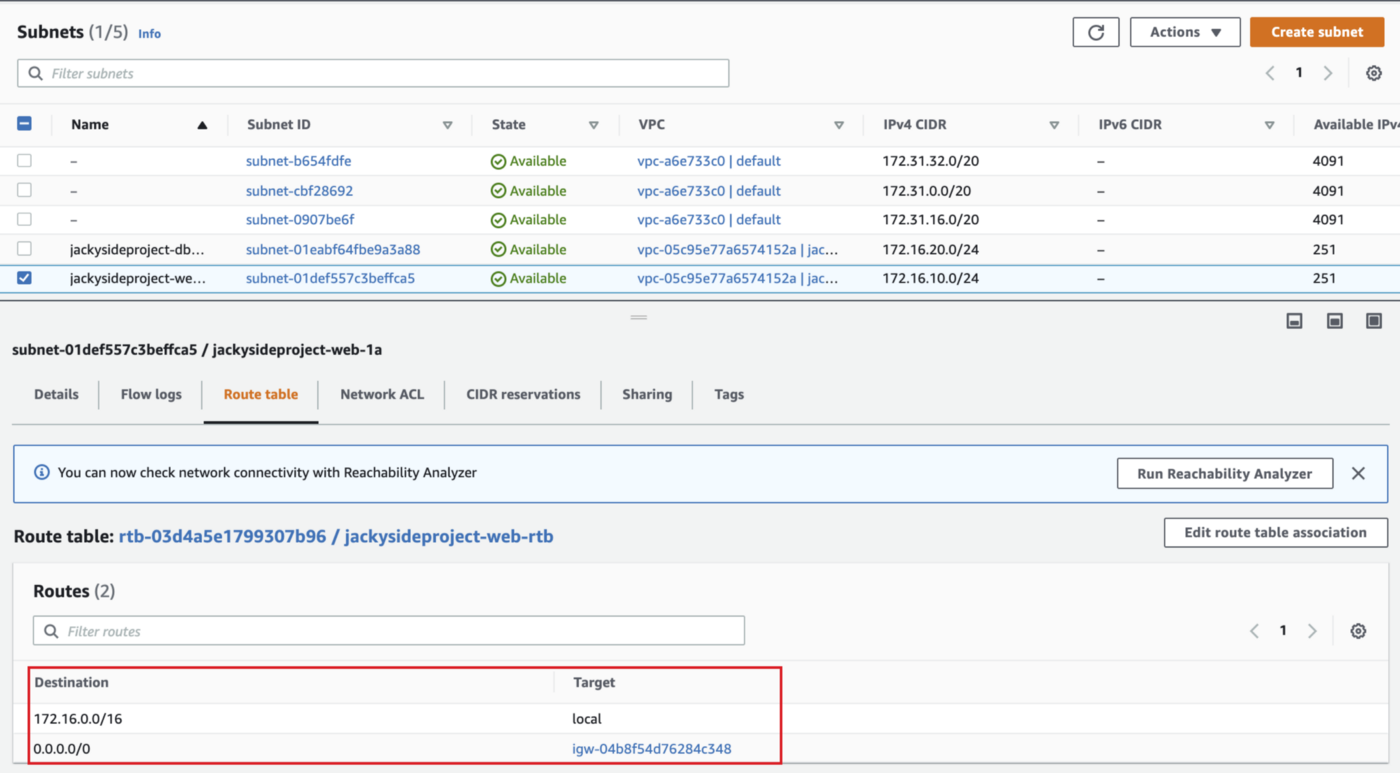 Subnets (1/5) Info Actions ▼ Create subnet
Filter subnets 1
Name Subnet ID State VPC IPv4 CIDR IPv6 CIDR Available IPv4
– subnet-b654fdfe Available vpc-a6e733c0 | default 172.31.32.0/20 – 4091
– subnet-cbf28692 Available vpc-a6e733c0 | default 172.31.0.0/20 – 4091
– subnet-0907be6f Available vpc-a6e733c0 | default 172.31.16.0/20 – 4091
jackysideproject-db... subnet-01eabf64fbe9a3a88 Available vpc-05c95e77a6574152a | jac... 172.16.20.0/24 – 251
jackysideproject-we... subnet-01def557c3beffca5 Available vpc-05c95e77a6574152a | jac... 172.16.10.0/24 – 251
subnet-01def557c3beffca5 / jackysideproject-web-1a
Details Flow logs Route table Network ACL CIDR reservations Sharing Tags
You can now check network connectivity with Reachability Analyzer Run Reachability Analyzer
Route table: rtb-03d4a5e1799307b96 / jackysideproject-web-rtb Edit route table association
Routes (2)
Filter routes 1
Destination Target
172.16.0.0/16 local
0.0.0.0/0 igw-04b8f54d76284c348